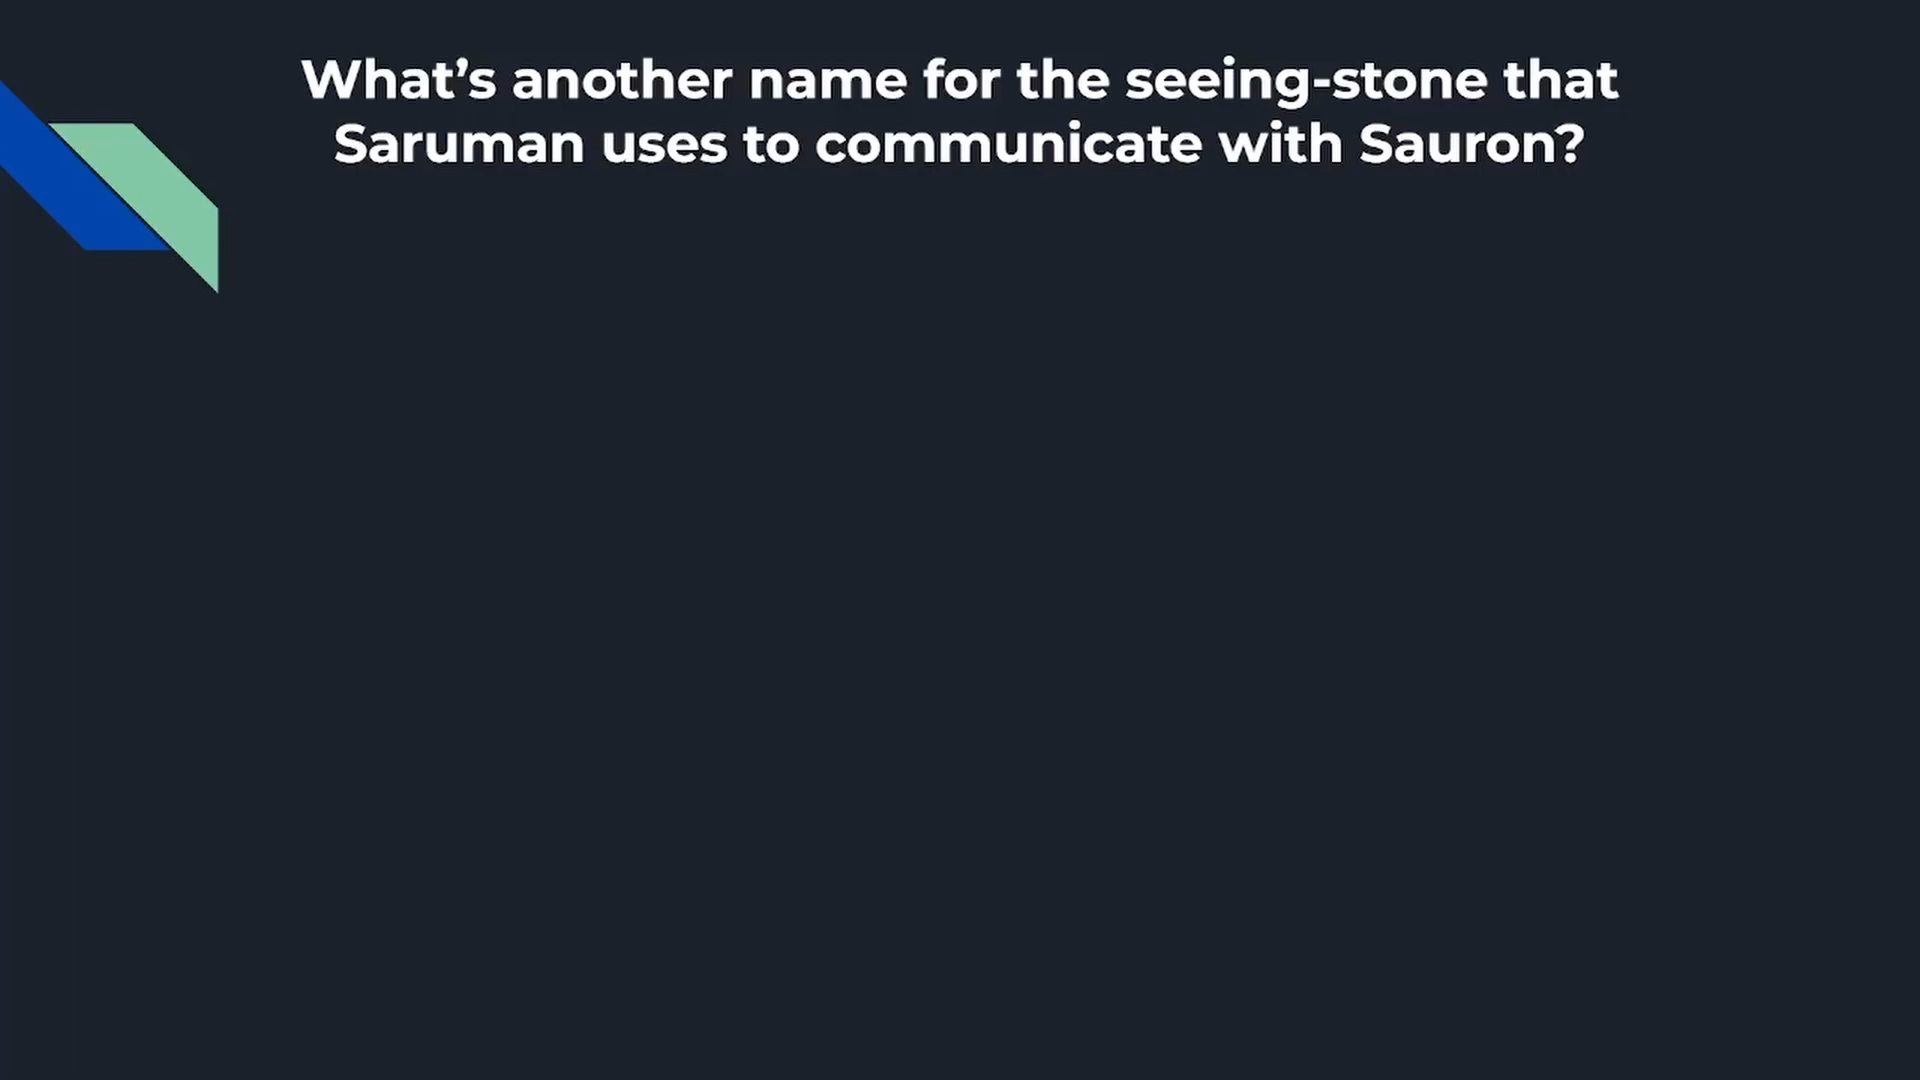 What’s another name for the seeing-stone that
Saruman uses to communicate with Sauron?